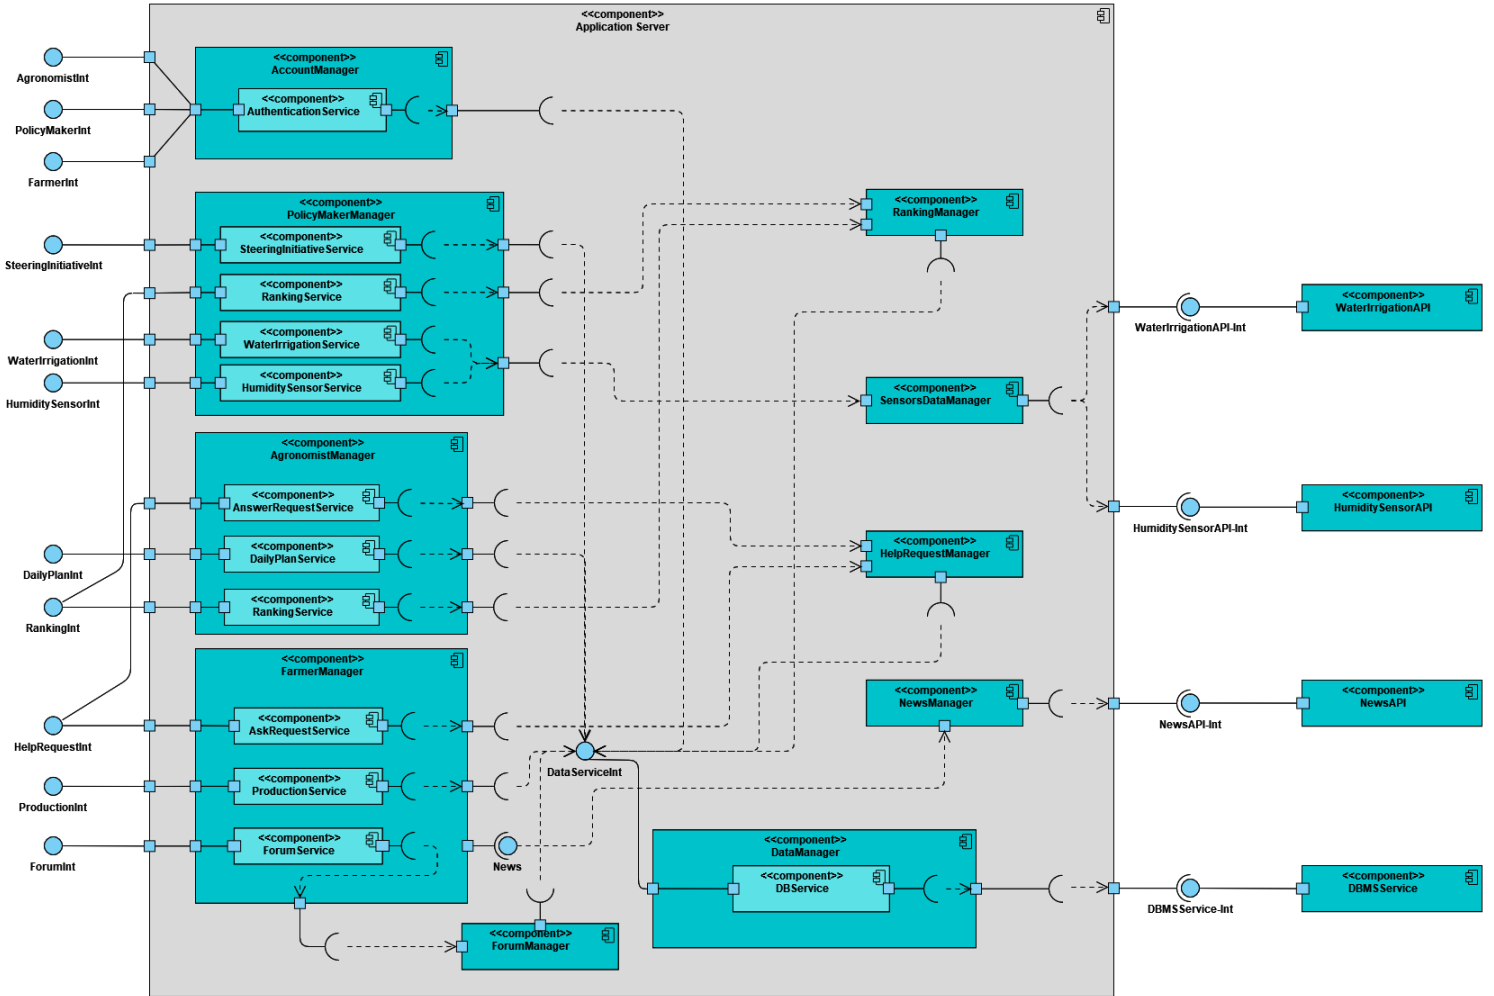 <<component>>
Application Server
AgronomistInt
PolicyMakerInt
FarmerInt
<<component>>
AccountManager
<<component>>
AuthenticationService
SteeringInitiativeInt
WaterIrrigationInt
HumiditySensorInt
<<component>>
PolicyMakerManager
<<component>>
SteeringInitiativeService
<<component>>
RankingService
<<component>>
WaterIrrigationService
<<component>>
HumiditySensorService
<<component>>
RankingManager
<<component>>
SensorsDataManager
WaterIrrigationAPI-Int
<<component>>
WaterIrrigationAPI
HumiditySensorAPI-Int
<<component>>
HumiditySensorAPI
DailyPlanInt
RankingInt
<<component>>
AgronomistManager
<<component>>
AnswerRequestService
<<component>>
DailyPlanService
<<component>>
RankingService
<<component>>
HelpRequestManager
HelpRequestInt
ProductionInt
ForumInt
<<component>>
FarmerManager
<<component>>
AskRequestService
<<component>>
ProductionService
<<component>>
ForumService
News
DataServiceInt
<<component>>
NewsManager
NewsAPI-Int
<<component>>
NewsAPI
<<component>>
ForumManager
<<component>>
DataManager
<<component>>
DBService
DBMSService-Int
<<component>>
DBMSService